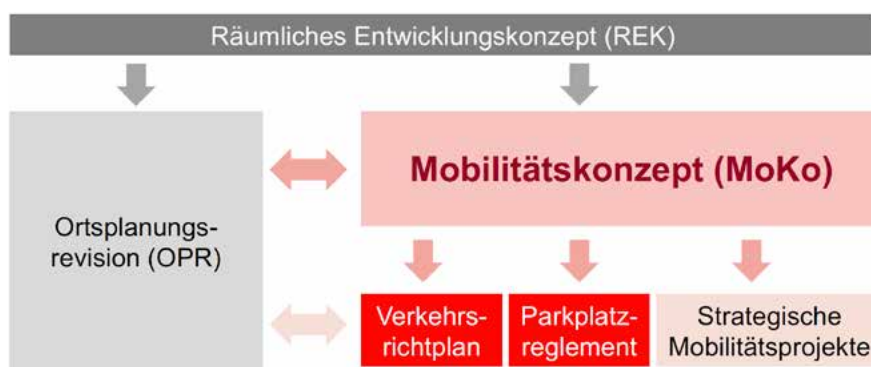 Räumliches Entwicklungskonzept (REK)
Mobilitätskonzept (MoKo)
Ortsplanungs-
revision (OPR)
Verkehrs-
richtplan
Parkplatz-
reglement
Strategische
Mobilitätsprojekte